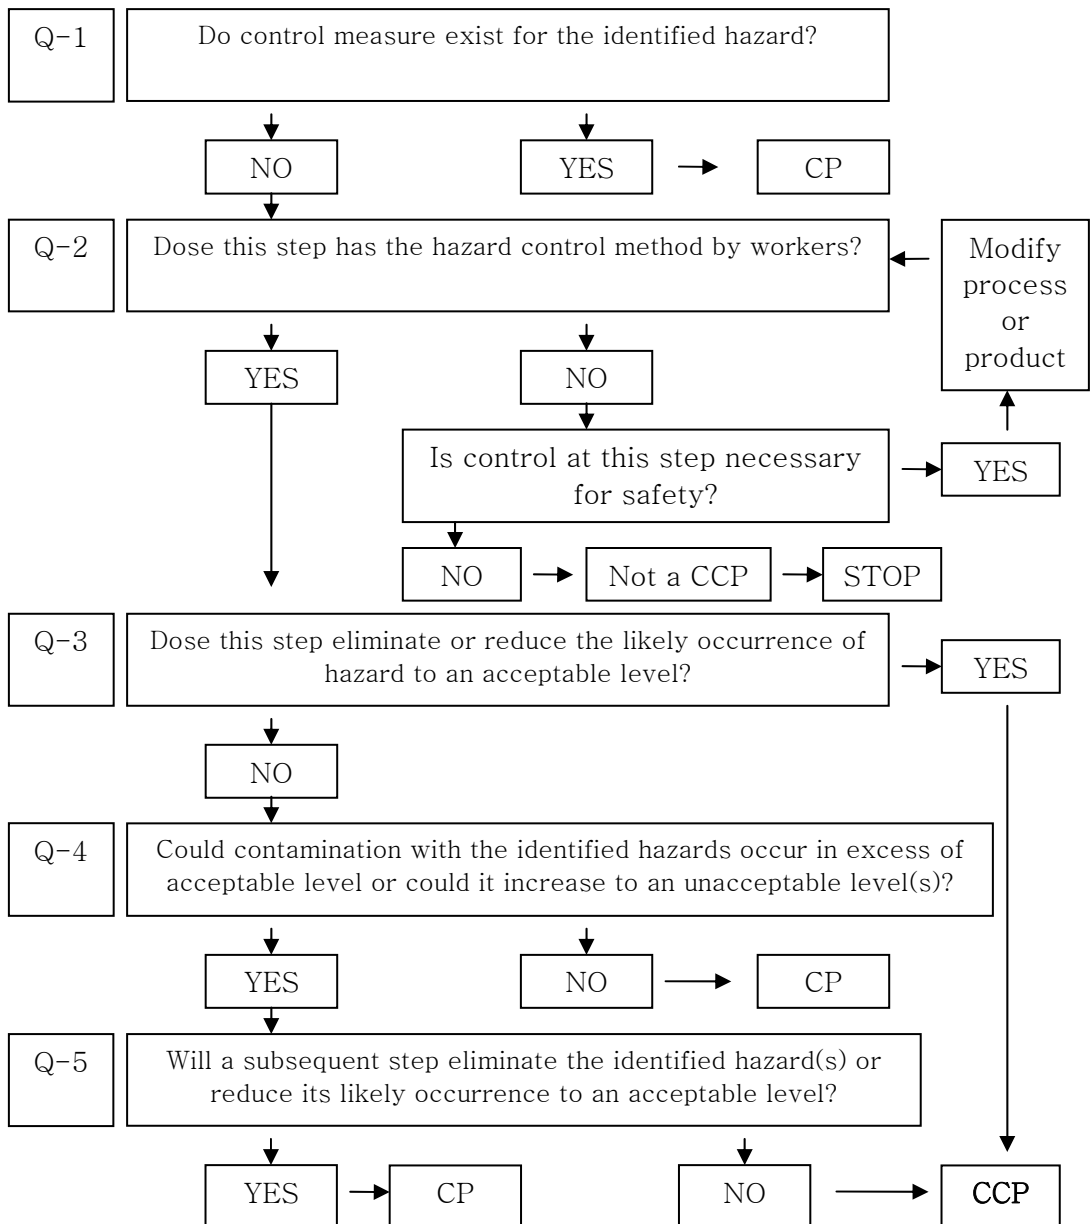 Q-1
Do control measure exist for the identified hazard?
NO
YES
CP
Q-2
Dose this step has the hazard control method by workers?
Modify
process
or
product
YES
NO
Is control at this step necessary
for safety?
YES
NO
Not a CCP
STOP
Q-3
Dose this step eliminate or reduce the likely occurrence of
hazard to an acceptable level?
YES
NO
Q-4
Could contamination with the identified hazards occur in excess of
acceptable level or could it increase to an unacceptable level(s)?
YES
NO
CP
Q-5
Will a subsequent step eliminate the identified hazard(s) or
reduce its likely occurrence to an acceptable level?
YES
CP
NO
CCP